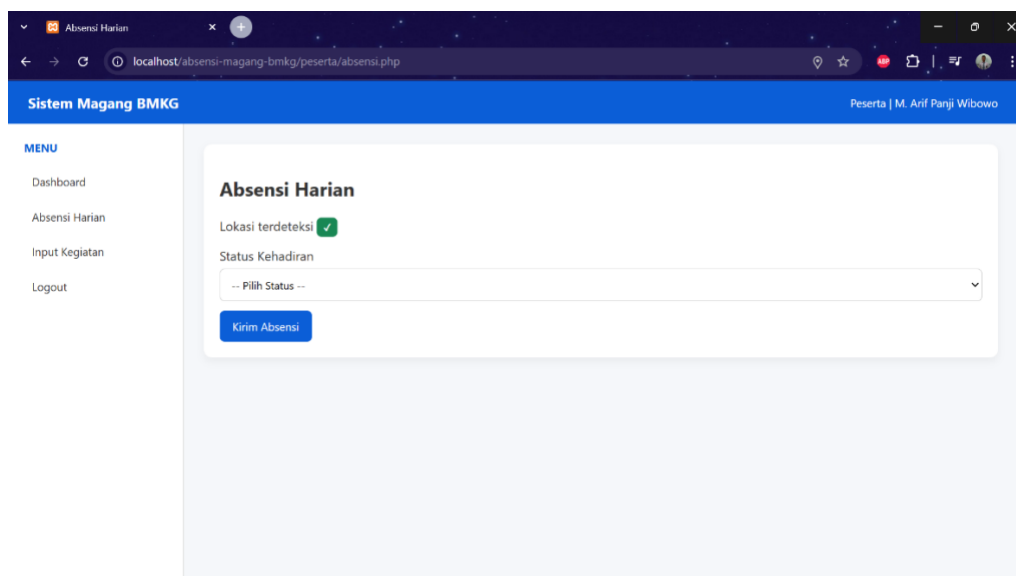 Absensi Harian
localhost/absensi-magang-bmkg/peserta/absensi.php
ABP
Sistem Magang BMKG
Peserta | M. Arif Panji Wibowo
MENU
Dashboard
Absensi Harian
Input Kegiatan
Logout
Absensi Harian
Lokasi terdeteksi ✓
Status Kehadiran
-- Pilih Status --
Kirim Absensi